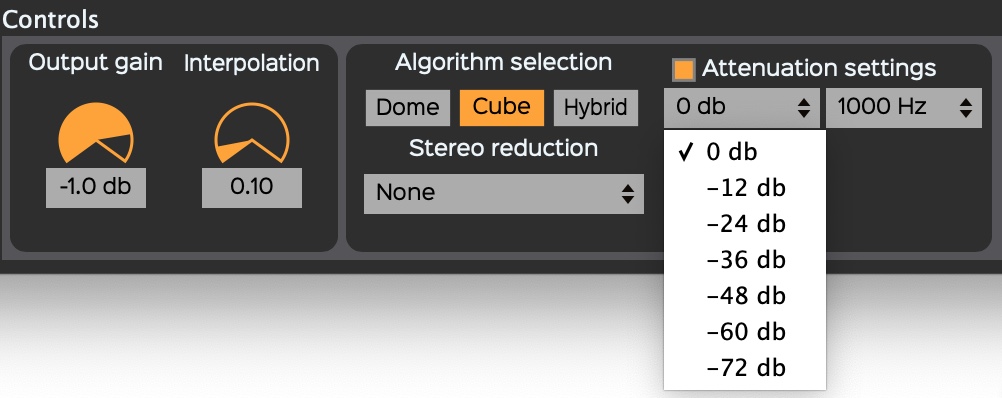 Controls
Output gain
Interpolation
-1.0 db
0.10
Algorithm selection
Dome
Cube
Hybrid
Stereo reduction
None
Attenuation settings
0 db
1000 Hz
✓ 0 db
-12 db
-24 db
-36 db
-48 db
-60 db
-72 db